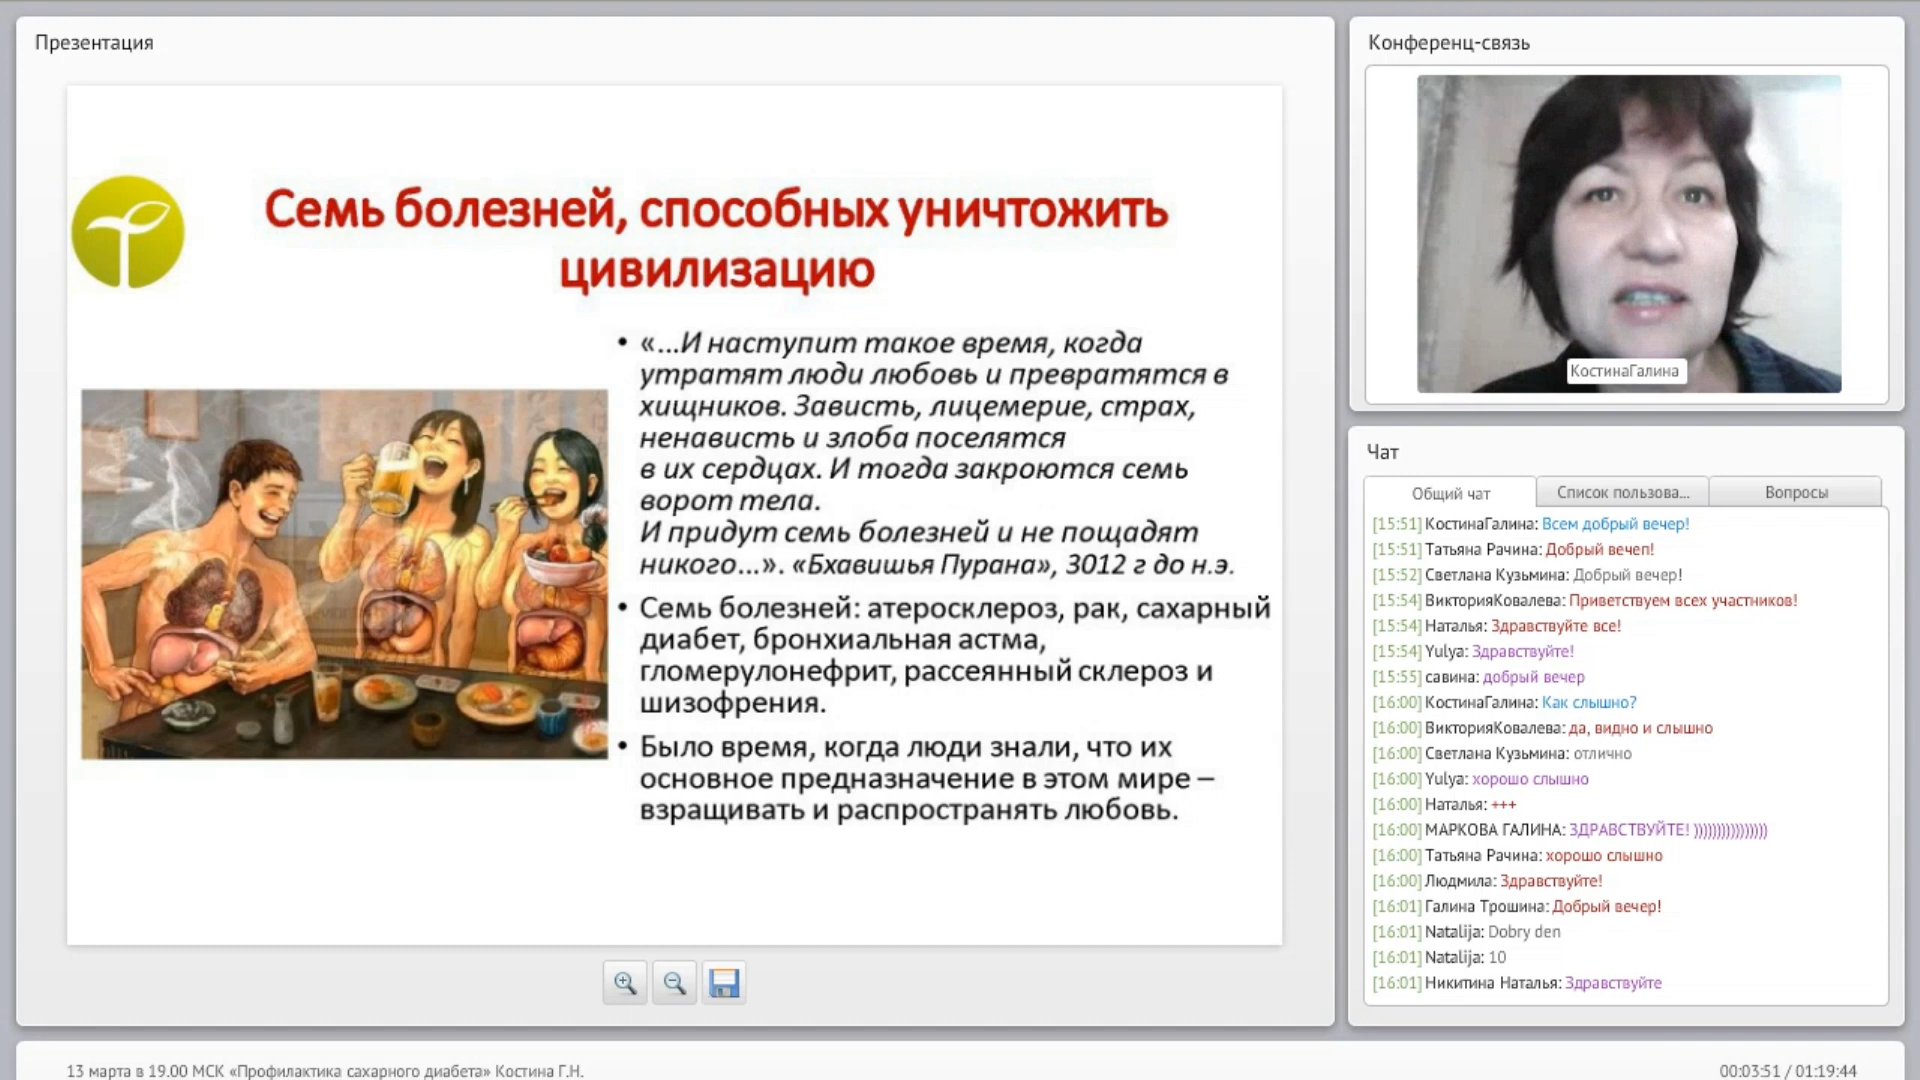 Презентация
Семь болезней, способных уничтожить
цивилизацию
• «...И наступит такое время, когда
утратят люди любовь и превратятся в
хищников. Зависть, лицемерие, страх,
ненависть и злоба поселятся
в их сердцах. И тогда закроются семь
ворот тела.
И придут семь болезней и не пощадят
никого...». «Бхавишья Пурана», 3012 г до н.э.
• Семь болезней: атеросклероз, рак, сахарный
диабет, бронхиальная астма,
гломерулонефрит, рассеянный склероз и
шизофрения.
• Было время, когда люди знали, что их
основное предназначение в этом мире –
взращивать и распространять любовь.
Конференц-связь
КостинаГалина
Чат
Общий чат
Список пользова...
Вопросы
[15:51] КостинаГалина: Всем добрый вечер!
[15:51] Татьяна Рачина: Добрый вечеп!
[15:52] Светлана Кузьмина: Добрый вечер!
[15:54] ВикторияКовалева: Приветствуем всех участников!
[15:54] Наталья: Здравствуйте все!
[15:54] Yulya: Здравствуйте!
[15:55] савина: добрый вечер
[16:00] КостинаГалина: Как слышно?
[16:00] ВикторияКовалева: да, видно и слышно
[16:00] Светлана Кузьмина: отлично
[16:00] Yulya: хорошо слышно
[16:00] Наталья: +++
[16:00] МАРКОВА ГАЛИНА: ЗДРАВСТВУЙТЕ! ))))))))))))))))
[16:00] Татьяна Рачина: хорошо слышно
[16:00] Людмила: Здравствуйте!
[16:01] Галина Трошина: Добрый вечер!
[16:01] Natalija: Dobry den
[16:01] Natalija: 10
[16:01] Никитина Наталья: Здравствуйте
13 марта в 19.00 МСК «Профилактика сахарного диабета» Костина Г.Н.
00:03:51 / 01:19:44